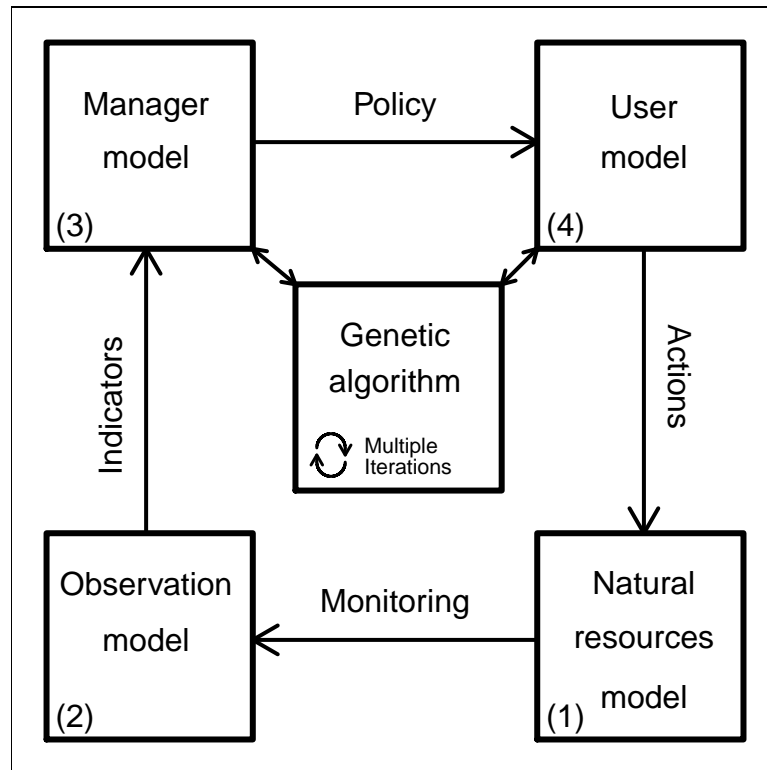 Manager
model
(3)
Policy
User
model
(4)
Genetic
algorithm
Multiple
Iterations
Indicators
Actions
Observation
model
(2)
Monitoring
Natural
resources
model
(1)